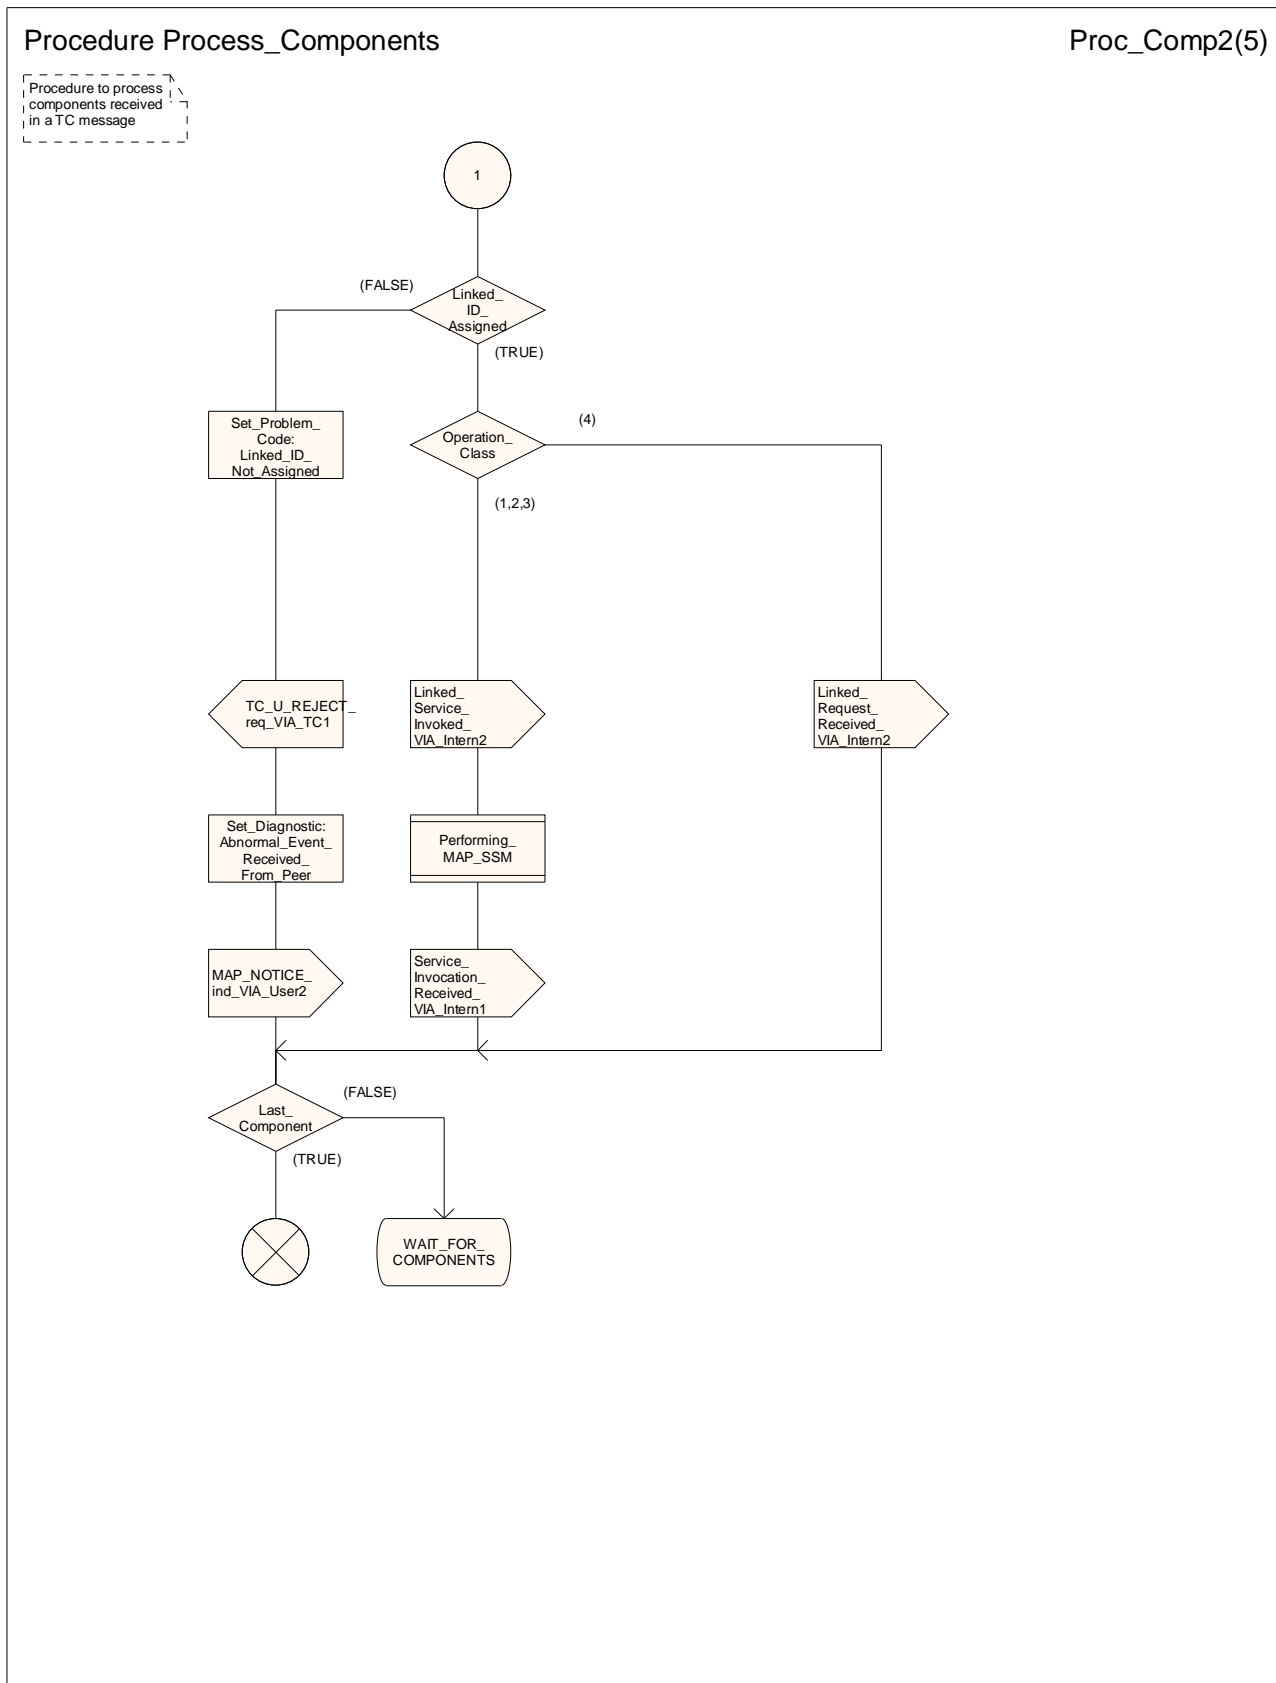 Procedure Process_Components
Proc_Comp2(5)
Procedure to process
components received
in a TC message
1
(FALSE)
Linked_
ID_
Assigned
(TRUE)
Set_Problem_
Code:
Linked_ID_
Not_Assigned
Operation_
Class
(4)
(1,2,3)
TC_U_REJECT_
req_VIA_TC1
Linked_
Service_
Invoked_
VIA_Intern2
Linked_
Request_
Received_
VIA_Intern2
Set_Diagnostic:
Abnormal_Event_
Received_
From_Peer
Performing_
MAP_SSM
MAP_NOTICE_
ind_VIA_User2
Service_
Invocation_
Received_
VIA_Intern1
Last_
Component
(FALSE)
(TRUE)
WAIT_FOR_
COMPONENTS